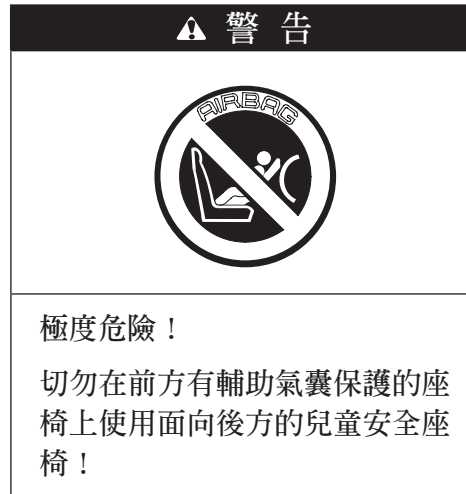 警告
AIRBAG
極度危險！
切勿在前方有輔助氣囊保護的座
椅上使用面向後方的兒童安全座
椅！